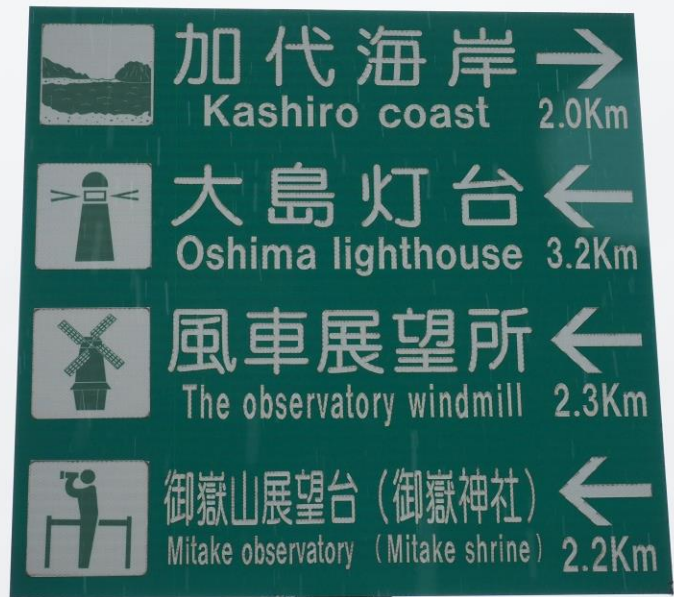 加代海岸
Kashiro coast 2.0Km
大島灯台
Oshima lighthouse 3.2Km
風車展望所
The observatory windmill 2.3Km
御嶽山展望台（御嶽神社）
Mitake observatory （Mitake shrine） 2.2Km